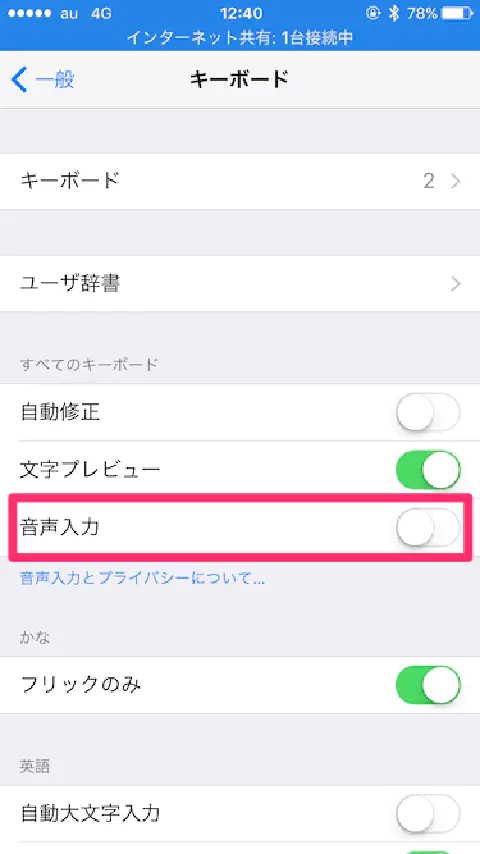 au 4G 12:40 78%
インターネット共有: 1台接続中
一般 キーボード
キーボード 2
ユーザ辞書
すべてのキーボード
自動修正
文字プレビュー
音声入力
音声入力とプライバシーについて...
かな
フリックのみ
英語
自動大文字入力